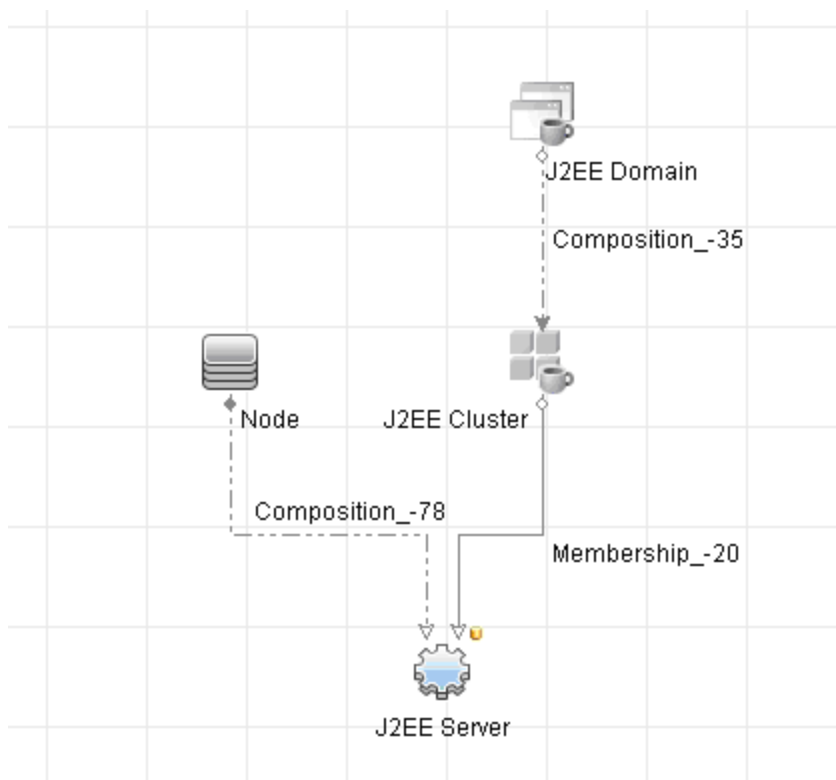 J2EE Domain
Composition_-35
Node
J2EE Cluster
Composition_-78
Membership_-20
J2EE Server